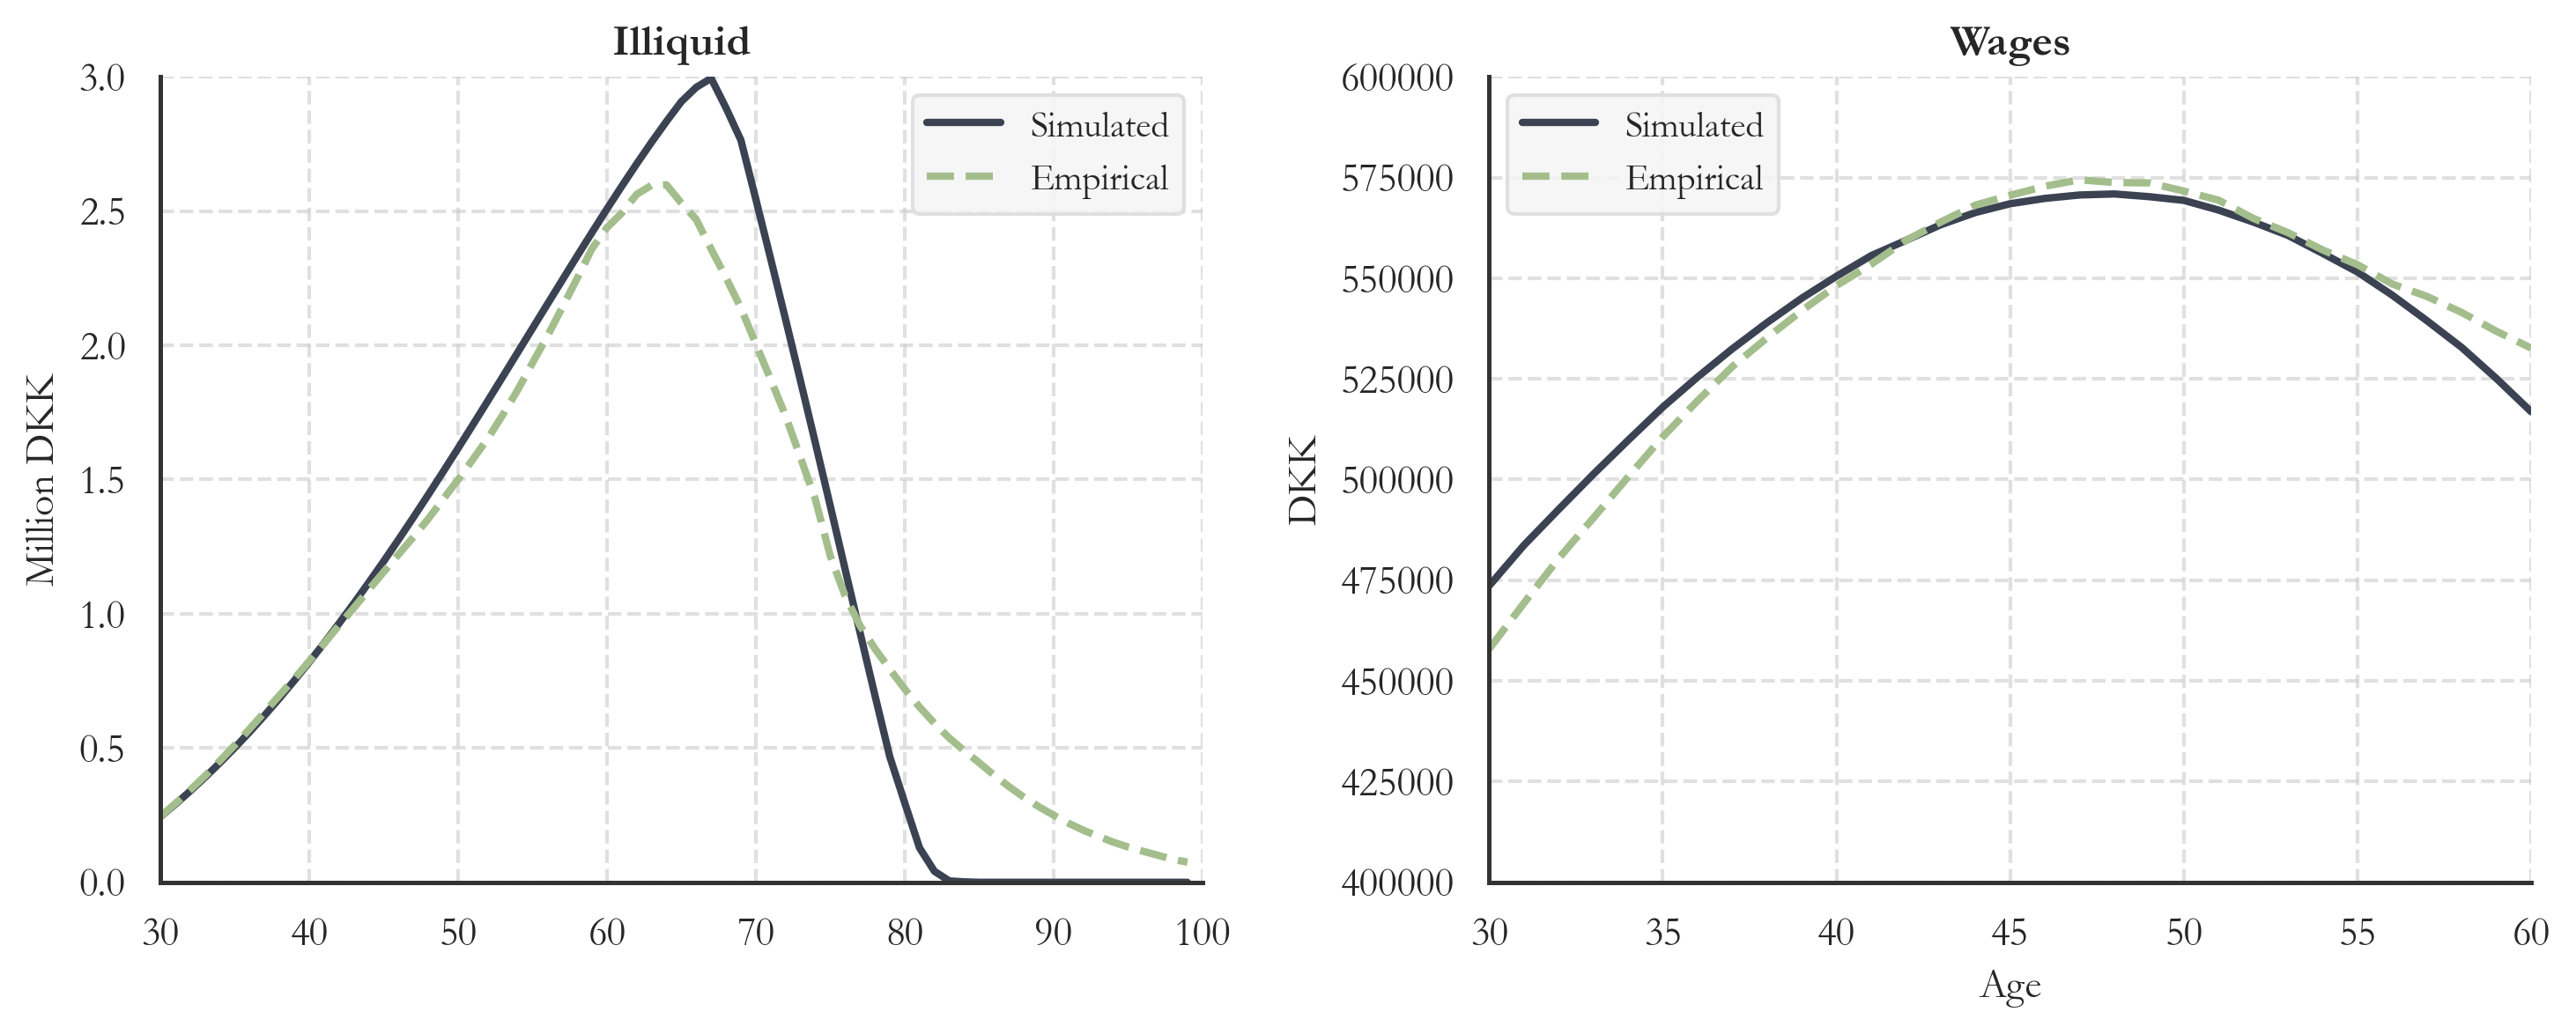 Illiquid
3.0
2.5
2.0
1.5
1.0
0.5
0.0
Million DKK
30 40 50 60 70 80 90 100
Simulated
Empirical
Wages
600000
575000
550000
525000
500000
475000
450000
425000
400000
DKK
30 35 40 45 50 55 60
Age
Simulated
Empirical